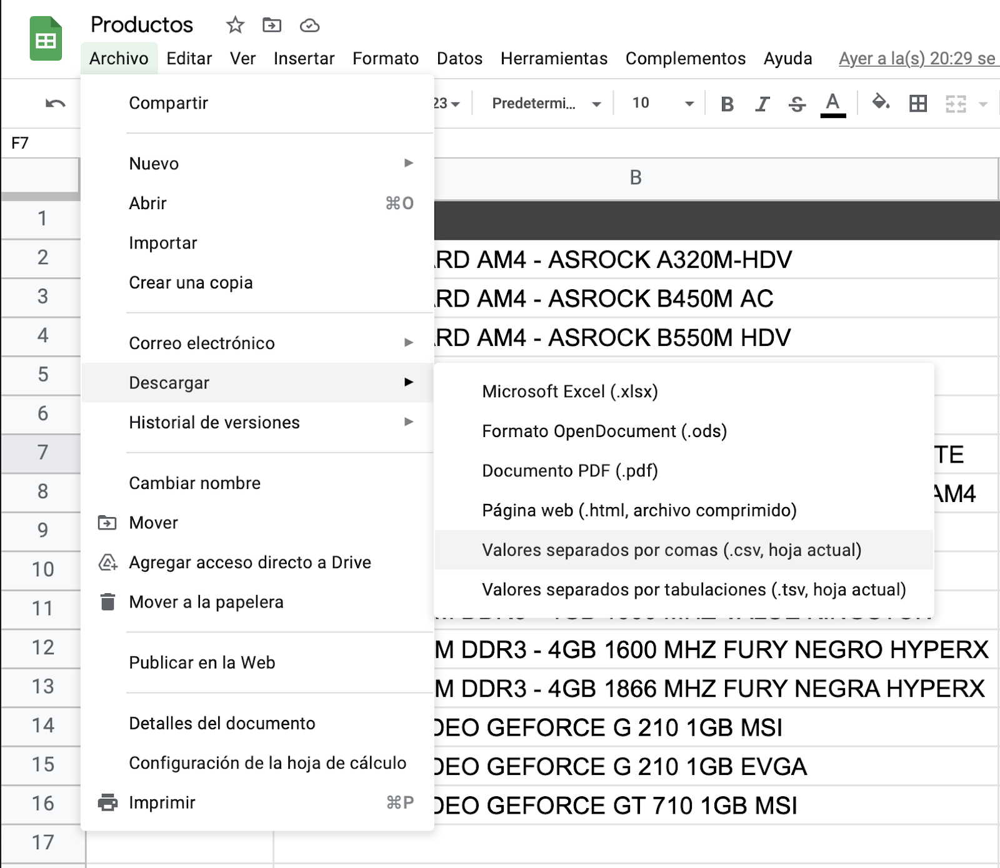 Productos
Archivo Editar Ver Insertar Formato Datos Herramientas Complementos Ayuda Ayer a la(s) 20:29 se
23 Predetermi... 10 B I S A
F7
B
Compartir
Nuevo
Abrir ⌘O
Importar
Crear una copia
Correo electrónico
Descargar
Historial de versiones
Cambiar nombre
Mover
Agregar acceso directo a Drive
Mover a la papelera
Publicar en la Web
Detalles del documento
Configuración de la hoja de cálculo
Imprimir ⌘P
Microsoft Excel (.xlsx)
Formato OpenDocument (.ods)
Documento PDF (.pdf)
Página web (.html, archivo comprimido)
Valores separados por comas (.csv, hoja actual)
Valores separados por tabulaciones (.tsv, hoja actual)
1
2 RD AM4 - ASROCK A320M-HDV
3 RD AM4 - ASROCK B450M AC
4 RD AM4 - ASROCK B550M HDV
5
6
7 TE
8 AM4
9
10
11
12 M DDR3 - 4GB 1600 MHZ FURY NEGRO HYPERX
13 M DDR3 - 4GB 1866 MHZ FURY NEGRA HYPERX
14 DEO GEFORCE G 210 1GB MSI
15 DEO GEFORCE G 210 1GB EVGA
16 DEO GEFORCE GT 710 1GB MSI
17